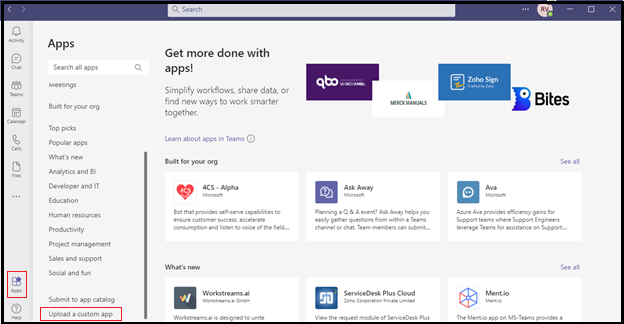 Search
RV
Activity
Chat
Teams
Calendar
Calls
Files
Apps
Help
Apps
Search all apps
Meetings
Built for your org
Top picks
Popular apps
What's new
Analytics and BI
Developer and IT
Education
Human resources
Productivity
Project management
Sales and support
Social and fun
Submit to app catalog
Upload a custom app
Get more done with
apps!
Simplify workflows, share data, or
find new ways to work smarter
together.
Learn about apps in Teams
qbo
MERCK MANUALS
Zoho Sign
Crafted for Zoho
Bites
Built for your org
See all
4CS - Alpha
Microsoft
Bot that provides self-serve capabilities to
ensure customer success, accelerate
consumption and listen to voice of the field...
Ask Away
Microsoft
Planning a Q & A event? Ask Away helps you
easily gather questions from within a Teams
channel or chat. Team members can submit...
Ava
Microsoft
Azure Ava provides efficiency gains for
Support teams where Support Engineers
leverage Teams for assistance on Support...
What's new
See all
Workstreams.ai
Workstreams.ai GmbH
Workstreams.ai is designed to unite
ServiceDesk Plus Cloud
Zoho Corporation Private Limited
View the request module of ServiceDesk Plus
Ment.io
Ment.io
The Ment.io app on MS-Teams provides a